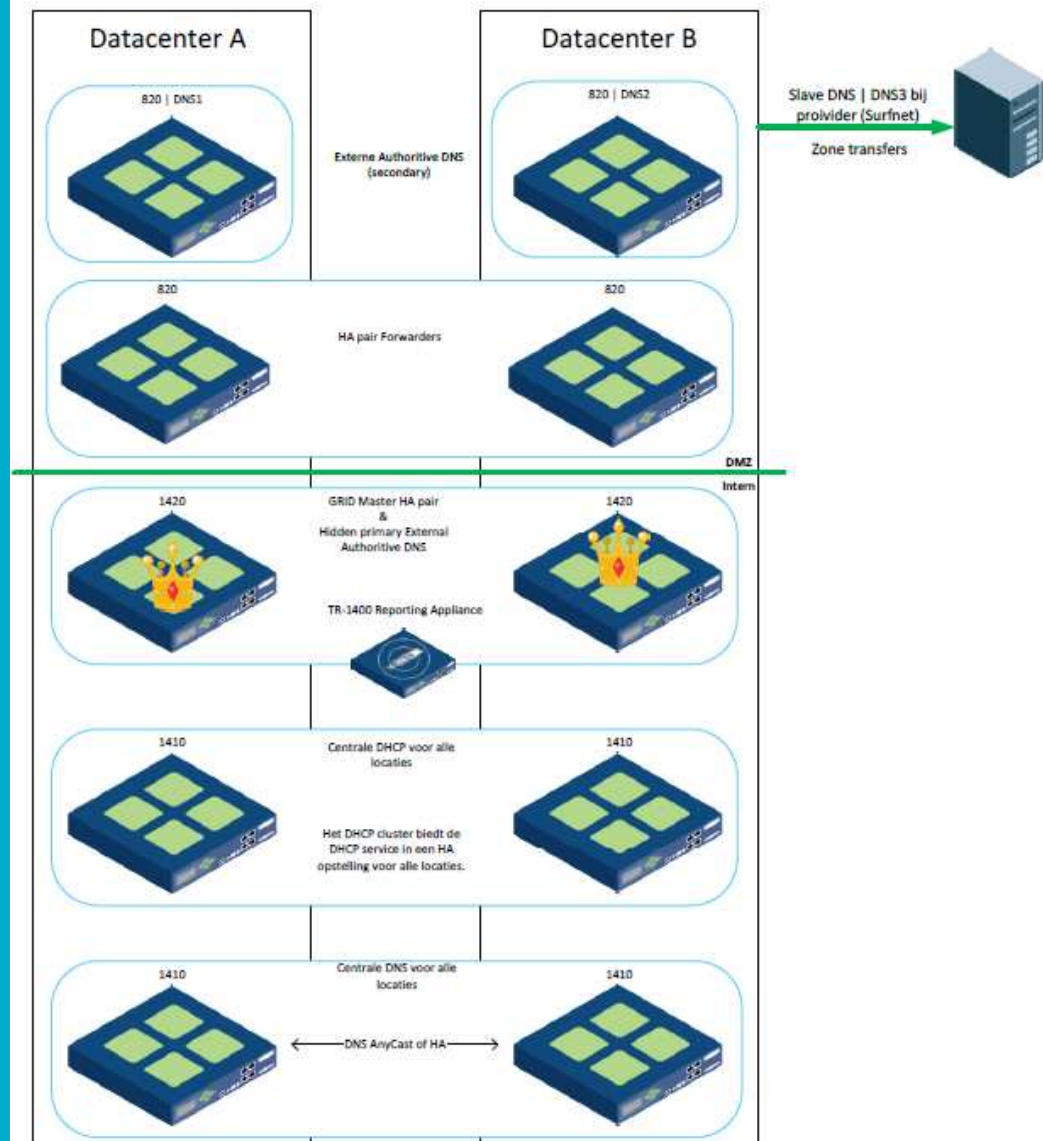 Datacenter A
Datacenter B
820 | DNS1
820 | DNS2
Slave DNS | DNS3 bij
proivider (Surfnet)
Zone transfers
Externe Authoritive DNS
(secondary)
820
820
HA pair Forwarders
DMZ
Intern
1420
GRID Master HA pair
&
Hidden primary External
Authoritive DNS
1420
TR-1400 Reporting Appliance
1410
Centrale DHCP voor alle
locaties
1410
Het DHCP cluster biedt de
DHCP service in een HA
opstelling voor alle locaties.
1410
Centrale DNS voor alle
locaties
1410
DNS AnyCast of HA